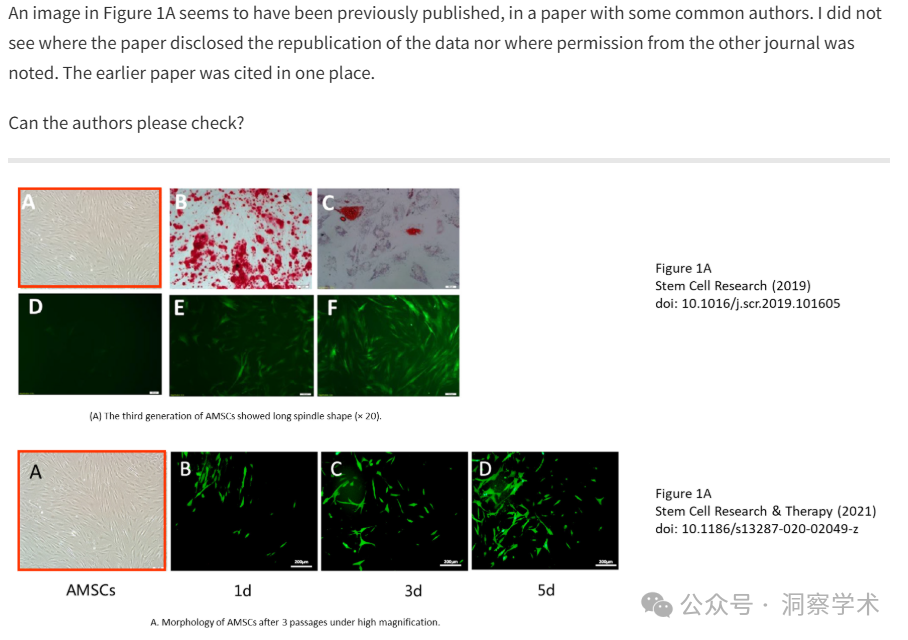 An image in Figure 1A seems to have been previously published, in a paper with some common authors. I did not
see where the paper disclosed the republication of the data nor where permission from the other journal was
noted. The earlier paper was cited in one place.
Can the authors please check?
A
B
C
Figure 1A
Stem Cell Research (2019)
doi: 10.1016/j.scr.2019.101605
D
E
F
(A) The third generation of AMSCs showed long spindle shape (× 20).
A
B
C
D
200μm
200μm
200μm
Figure 1A
Stem Cell Research & Therapy (2021)
doi: 10.1186/s13287-020-02049-z
AMSCs
1d
3d
5d
A. Morphology of AMSCs after 3 passages under high magnification.
公众号 · 洞察学术